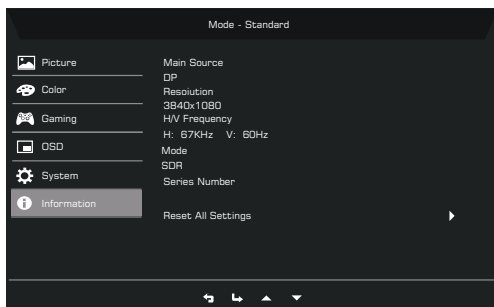 Mode - Standard
Picture
Color
Gaming
OSD
System
Information
Main Source
DP
Resoiution
3840x1080
H/V Frequency
H: 67KHz V: 60Hz
Mode
SDR
Series Number
Reset All Settings